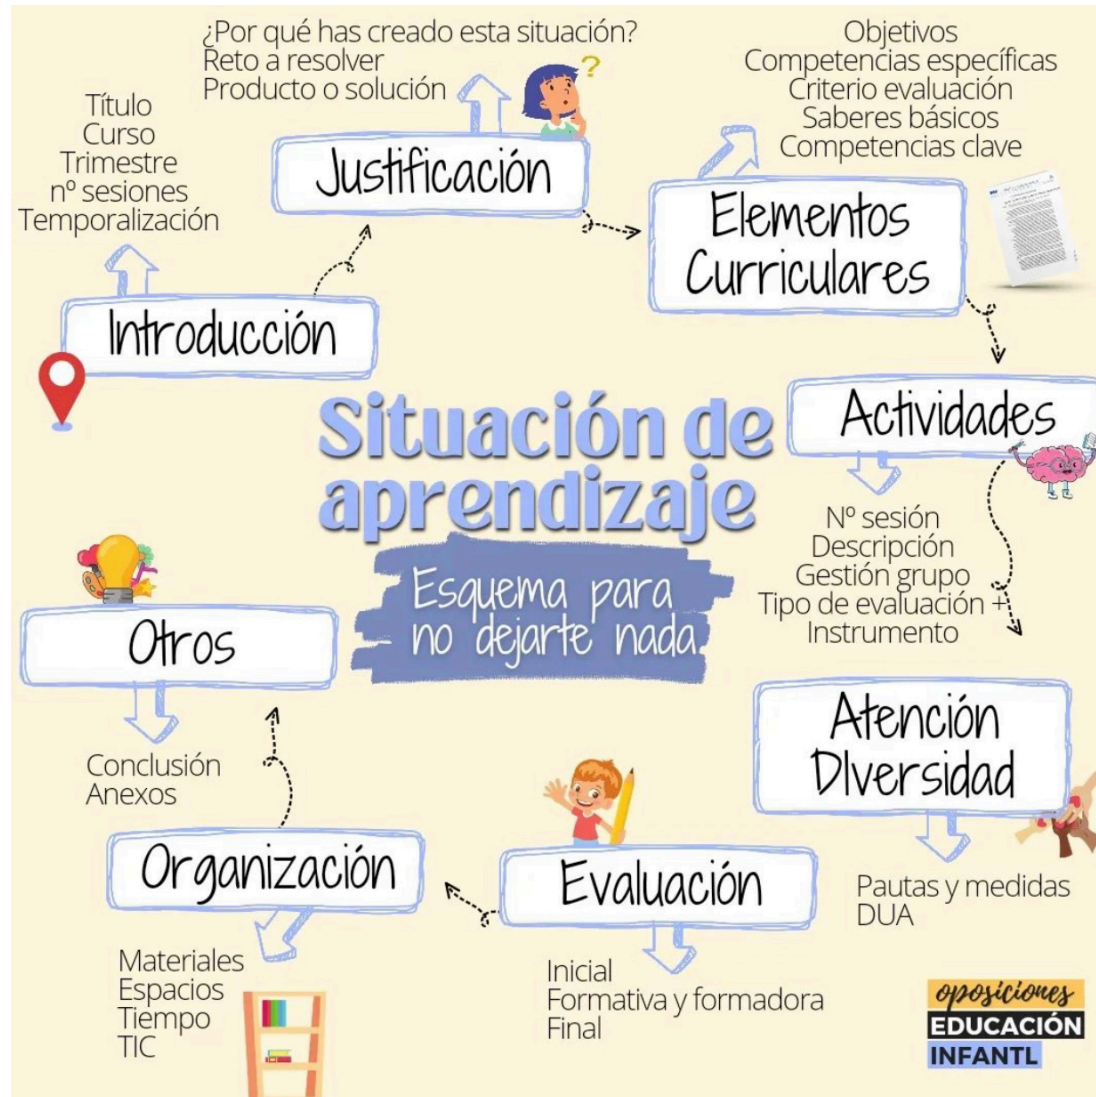 ¿Por qué has creado esta situación?
Reto a resolver
Producto o solución
Objetivos
Competencias específicas
Criterio evaluación
Saberes básicos
Competencias clave
Título
Curso
Trimestre
nº sesiones
Temporalización
Justificación
Elementos
Curriculares
Introducción
Situación de
aprendizaje
Esquema para
no dejarte nada
Actividades
Nº sesión
Descripción
Gestión grupo
Tipo de evaluación +
Instrumento
Atención
DIversidad
Pautas y medidas
DUA
Evaluación
Inicial
Formativa y formadora
Final
Organización
Materiales
Espacios
Tiempo
TIC
Otros
Conclusión
Anexos
oposiciones
EDUCACIÓN
INFANTL